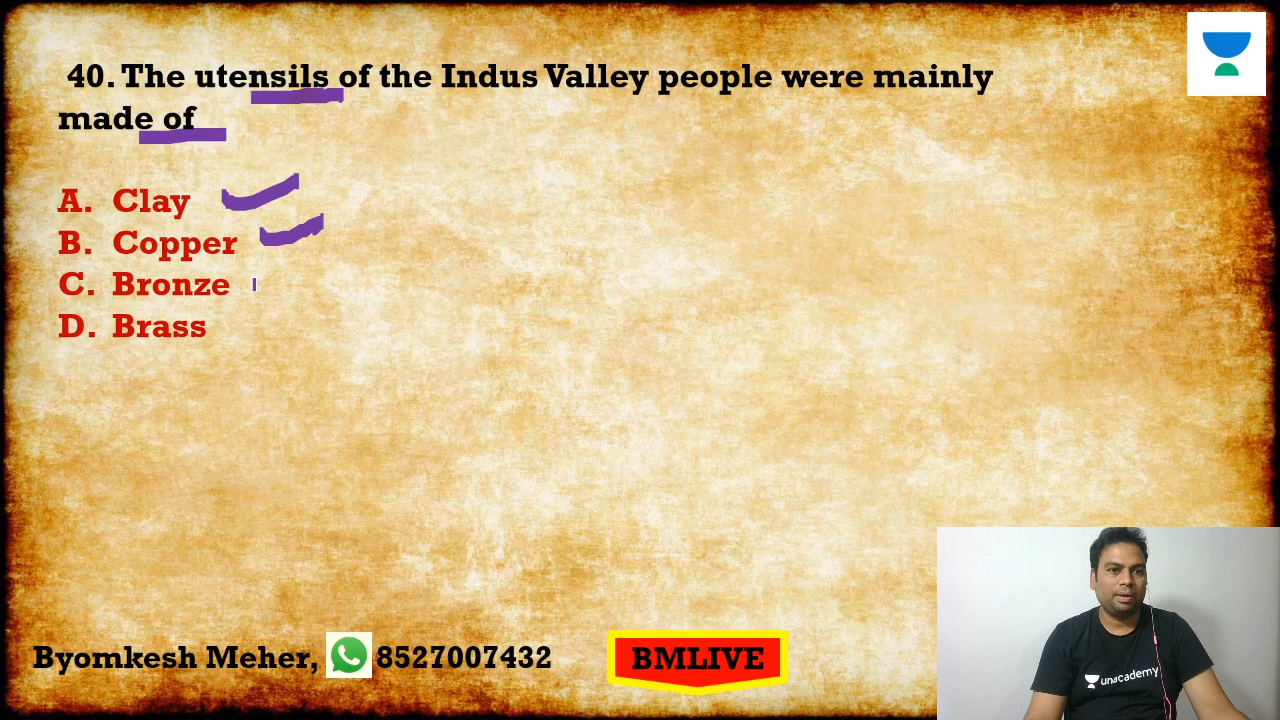 40. The utensils of the Indus Valley people were mainly
made of
A. Clay
B. Copper
C. Bronze
D. Brass
Byomkesh Meher, 8527007432
BMLIVE
unacademy